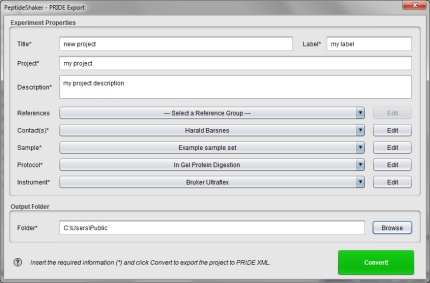 PeptideShaker - PRIDE Export
Experiment Properties
Title* new project Label* my label
Project* my project
Description* my project description
References --- Select a Reference Group --- Edit
Contact(s)* Harald Barsnes Edit
Sample* Example sample set Edit
Protocol* In Gel Protein Digestion Edit
Instrument* Bruker Ultraflex Edit
Output Folder
Folder* C:\Users\Public Browse
? Insert the required information (*) and click Convert to export the project to PRIDE XML. Convert!